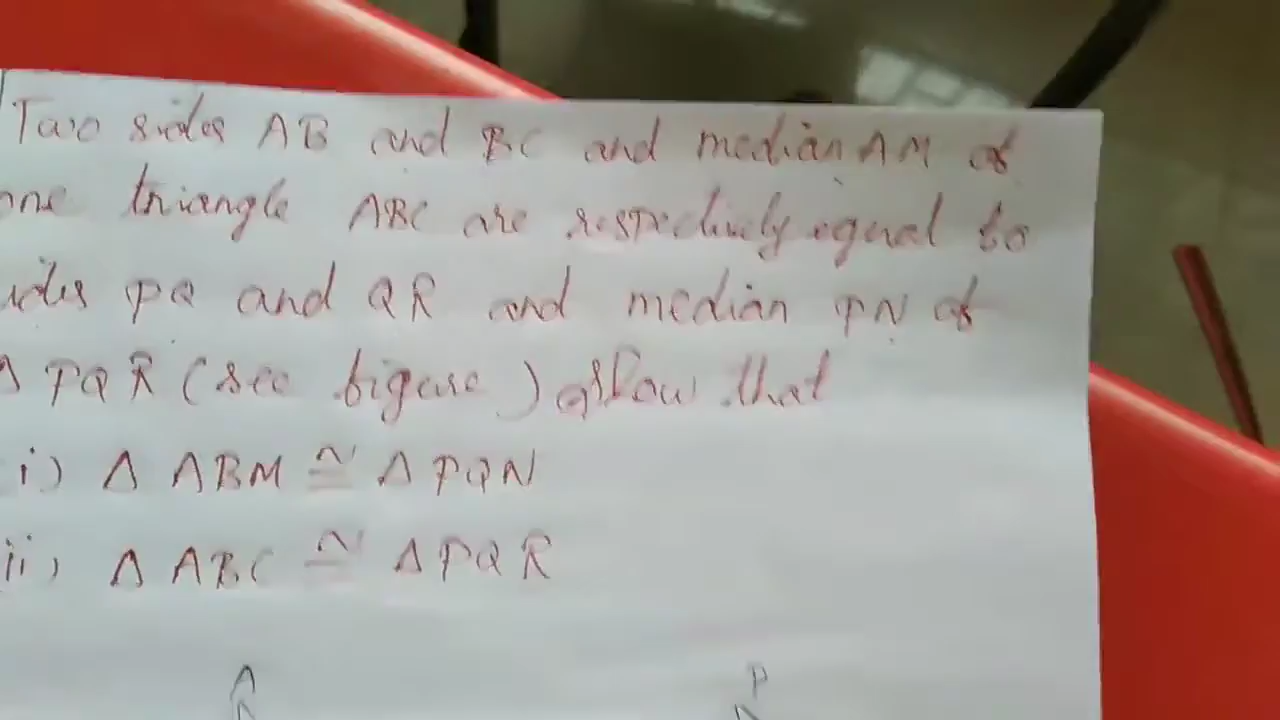 Two sides AB and BC and median AM of
one triangle ABC are respectively equal to
sides PQ and QR and median PN of
Δ PQR (see figure) show that
i) Δ ABM ≅ Δ PQN
ii) Δ ABC ≅ Δ PQR
A P